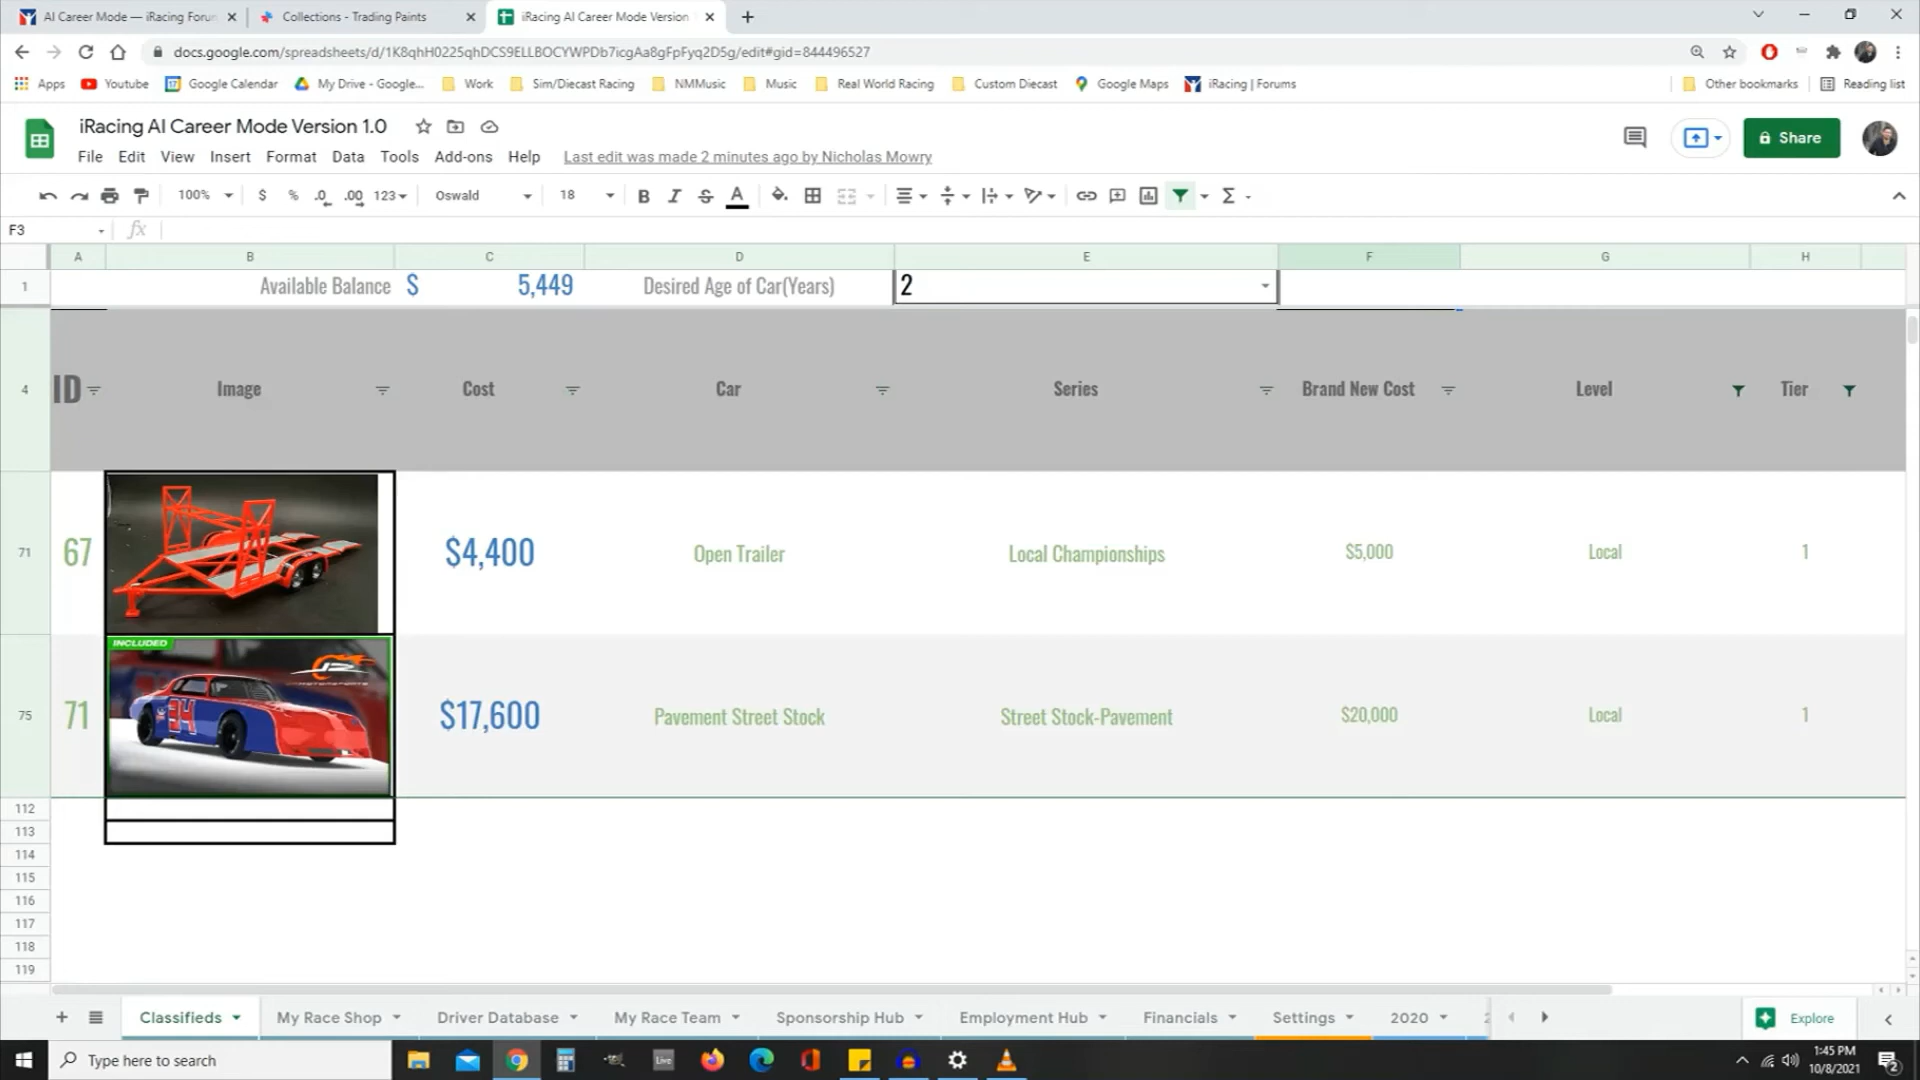 AI Career Mode — iRacing Forum
Collections - Trading Paints
iRacing AI Career Mode Version
docs.google.com/spreadsheets/d/1K8qhH0225qhDCS9ELLBOCYWPDb7icgAa8gFpFyq2D5g/edit#gid=844496527
Apps Youtube Google Calendar My Drive - Google... Work Sim/Diecast Racing NMMusic Music Real World Racing Custom Diecast Google Maps iRacing | Forums Other bookmarks Reading list
iRacing AI Career Mode Version 1.0
Share
File Edit View Insert Format Data Tools Add-ons Help Last edit was made 2 minutes ago by Nicholas Mowry
100% $ % .0 .00 123 Oswald 18 B I S A Σ
F3 fx
A B C D E F G H
1 Available Balance $ 5,449 Desired Age of Car(Years) 2
4 ID Image Cost Car Series Brand New Cost Level Tier
71 67 $4,400 Open Trailer Local Championships $5,000 Local 1
INCLUDED
75 71 34 $17,600 Pavement Street Stock Street Stock-Pavement $20,000 Local 1
112
113
114
115
116
117
118
119
Classifieds My Race Shop Driver Database My Race Team Sponsorship Hub Employment Hub Financials Settings 2020 Explore
Type here to search
Live
1:45 PM
10/8/2021
2